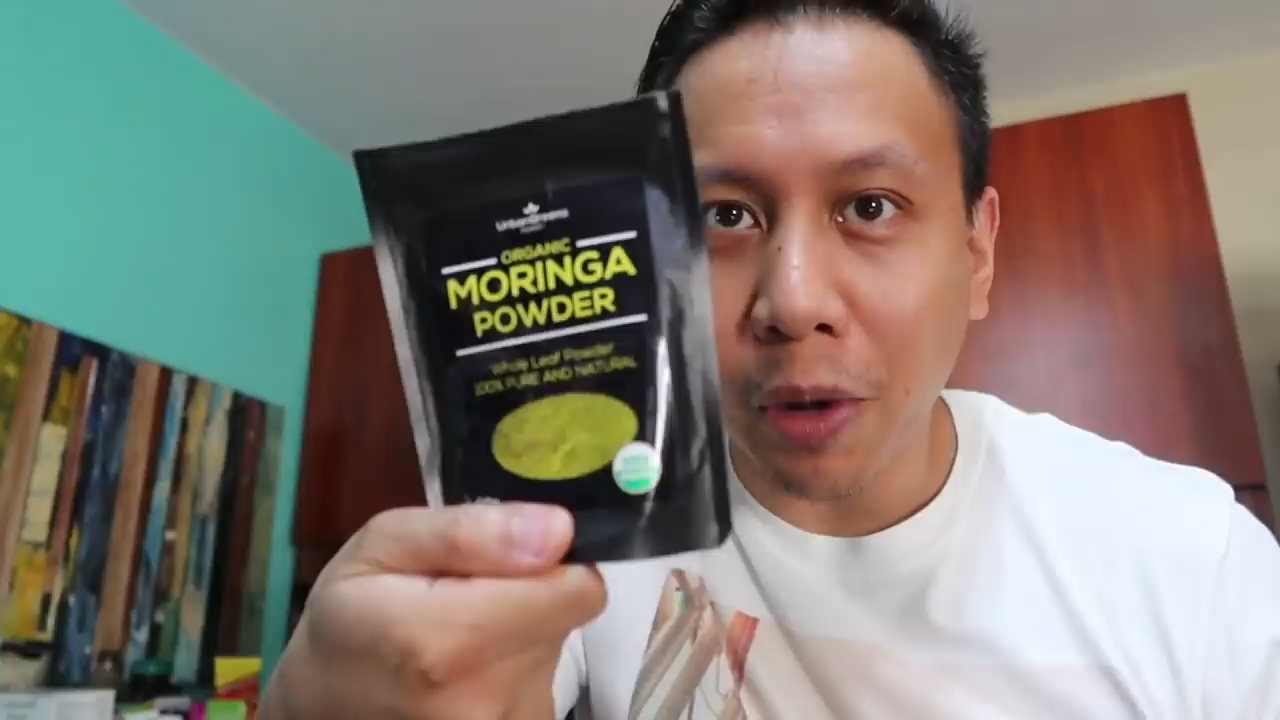 UrbanGreens
ORGANIC
MORINGA
POWDER
Whole Leaf Powder
100% PURE AND NATURAL